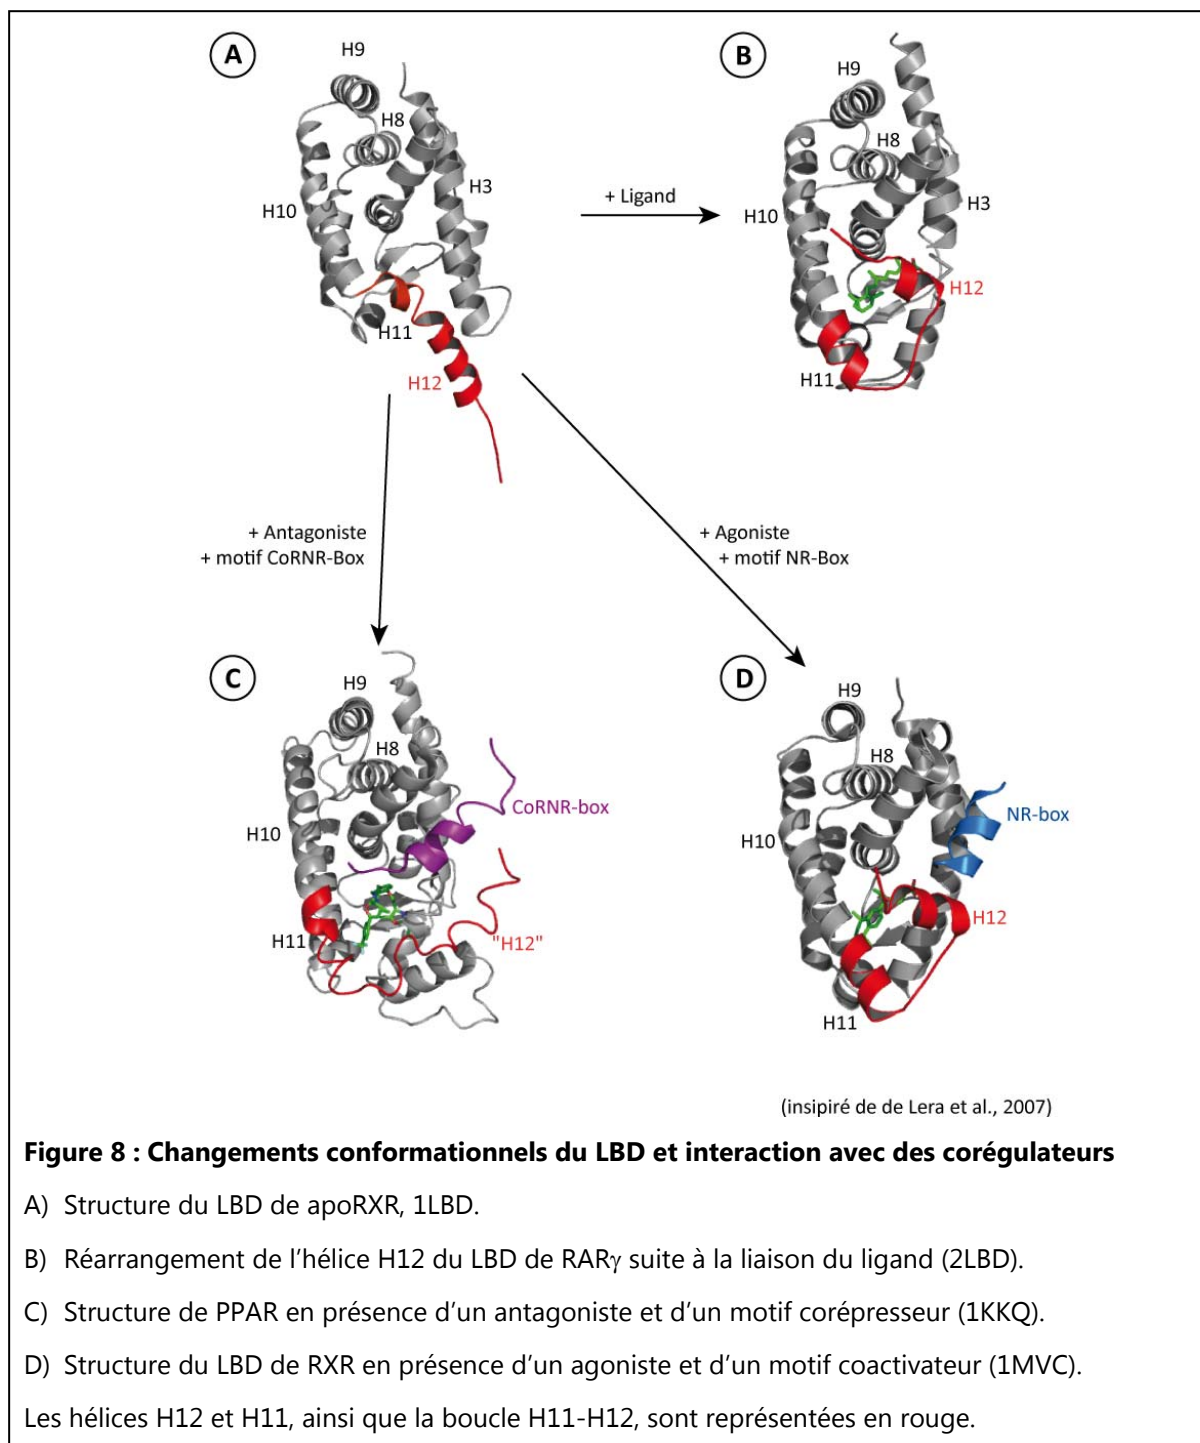 A
H9
H8
H3
H10
H11
H12
+ Ligand
B
H9
H8
H3
H10
H12
H11
+ Antagoniste
+ motif CoRNR-Box
+ Agoniste
+ motif NR-Box
C
H9
H8
CoRNR-box
H10
H11
"H12"
D
H9
H8
NR-box
H10
H12
H11
(insipiré de de Lera et al., 2007)
Figure 8 : Changements conformationnels du LBD et interaction avec des corégulateurs
A) Structure du LBD de apoRXR, 1LBD.
B) Réarrangement de l'hélice H12 du LBD de RARγ suite à la liaison du ligand (2LBD).
C) Structure de PPAR en présence d'un antagoniste et d'un motif corépresseur (1KKQ).
D) Structure du LBD de RXR en présence d'un agoniste et d'un motif coactivateur (1MVC).
Les hélices H12 et H11, ainsi que la boucle H11-H12, sont représentées en rouge.